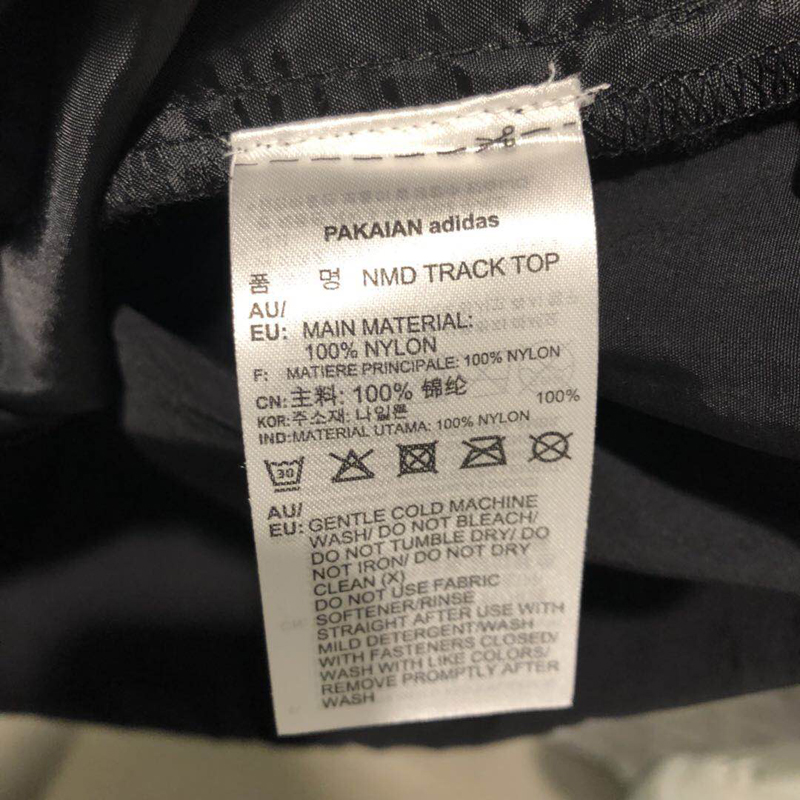 PAKAIAN adidas
품 명 NMD TRACK TOP
AU/
EU: MAIN MATERIAL:
100% NYLON
F: MATIERE PRINCIPALE: 100% NYLON
CN:主料: 100% 锦纶
KOR:주소재: 나일론 100%
IND:MATERIAL UTAMA: 100% NYLON
30
AU/
EU: GENTLE COLD MACHINE
WASH/ DO NOT BLEACH/
DO NOT TUMBLE DRY/ DO
NOT IRON/ DO NOT DRY
CLEAN (X)
DO NOT USE FABRIC
SOFTENER/RINSE
STRAIGHT AFTER USE WITH
MILD DETERGENT/WASH
WITH FASTENERS CLOSED/
WASH WITH LIKE COLORS/
REMOVE PROMPTLY AFTER
WASH